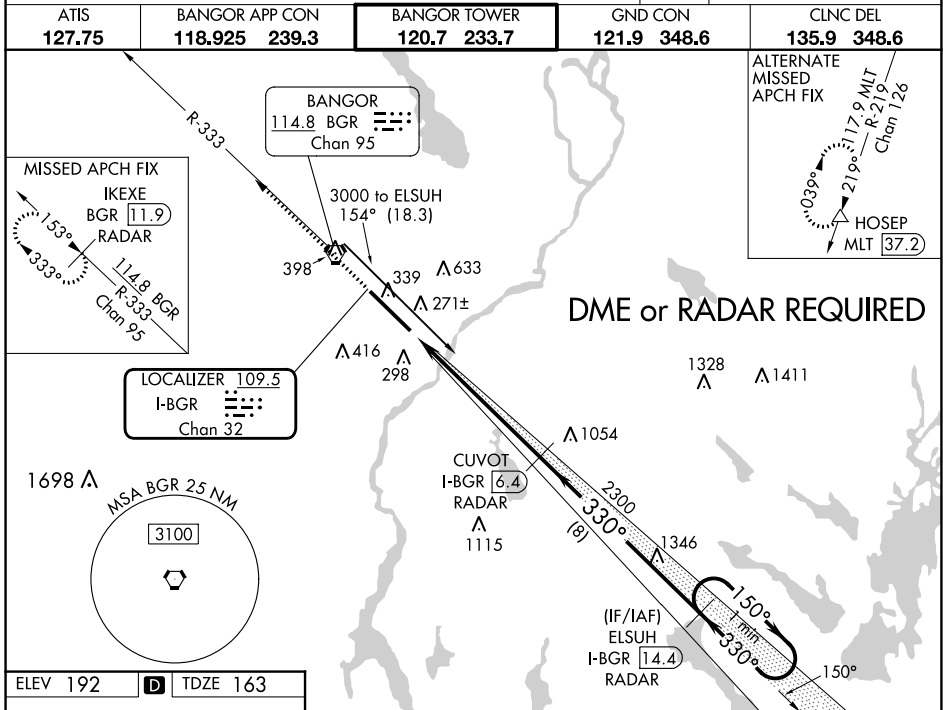 ATIS
127.75
BANGOR APP CON
118.925 239.3
BANGOR TOWER
120.7 233.7
GND CON
121.9 348.6
CLNC DEL
135.9 348.6
BANGOR
114.8 BGR
Chan 95
R-333
ALTERNATE
MISSED
APCH FIX
117.9 MLT
R-219
Chan 126
039°
219°
HOSEP
MLT 37.2
MISSED APCH FIX
IKEXE
BGR 11.9
RADAR
153°
333°
114.8 BGR
R-333
Chan 95
3000 to ELSUH
154° (18.3)
398
339
633
271±
DME or RADAR REQUIRED
416
298
1328
1411
LOCALIZER 109.5
I-BGR
Chan 32
1054
CUVOT
I-BGR 6.4
RADAR
1698
MSA BGR 25 NM
3100
1115
2300
330°
(8)
1346
150°
1 min
330°
(IF/IAF)
ELSUH
I-BGR 14.4
RADAR
150°
ELEV 192 D TDZE 163